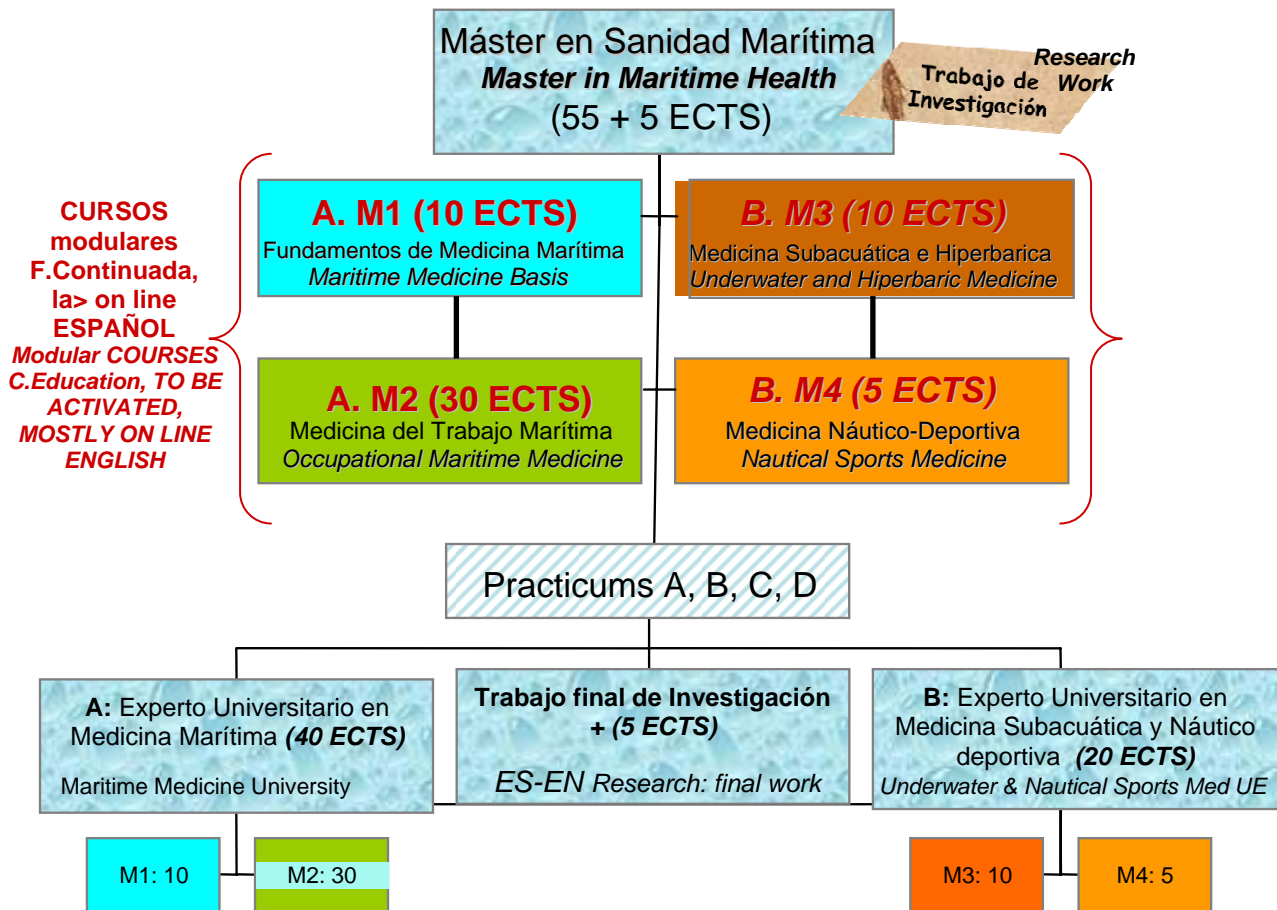 Máster en Sanidad Marítima
Master in Maritime Health
(55 + 5 ECTS)
Research
Work
Trabajo de
Investigación
CURSOS
modulares
F.Continuada,
la> on line
ESPAÑOL
Modular COURSES
C.Education, TO BE
ACTIVATED,
MOSTLY ON LINE
ENGLISH
A. M1 (10 ECTS)
Fundamentos de Medicina Marítima
Maritime Medicine Basis
B. M3 (10 ECTS)
Medicina Subacuática e Hiperbarica
Underwater and Hiperbaric Medicine
A. M2 (30 ECTS)
Medicina del Trabajo Marítima
Occupational Maritime Medicine
B. M4 (5 ECTS)
Medicina Náutico-Deportiva
Nautical Sports Medicine
Practicums A, B, C, D
A: Experto Universitario en
Medicina Marítima (40 ECTS)
Maritime Medicine University
Trabajo final de Investigación
+ (5 ECTS)
ES-EN Research: final work
B: Experto Universitario en
Medicina Subacuática y Náutico
deportiva (20 ECTS)
Underwater & Nautical Sports Med UE
M1: 10
M2: 30
M3: 10
M4: 5